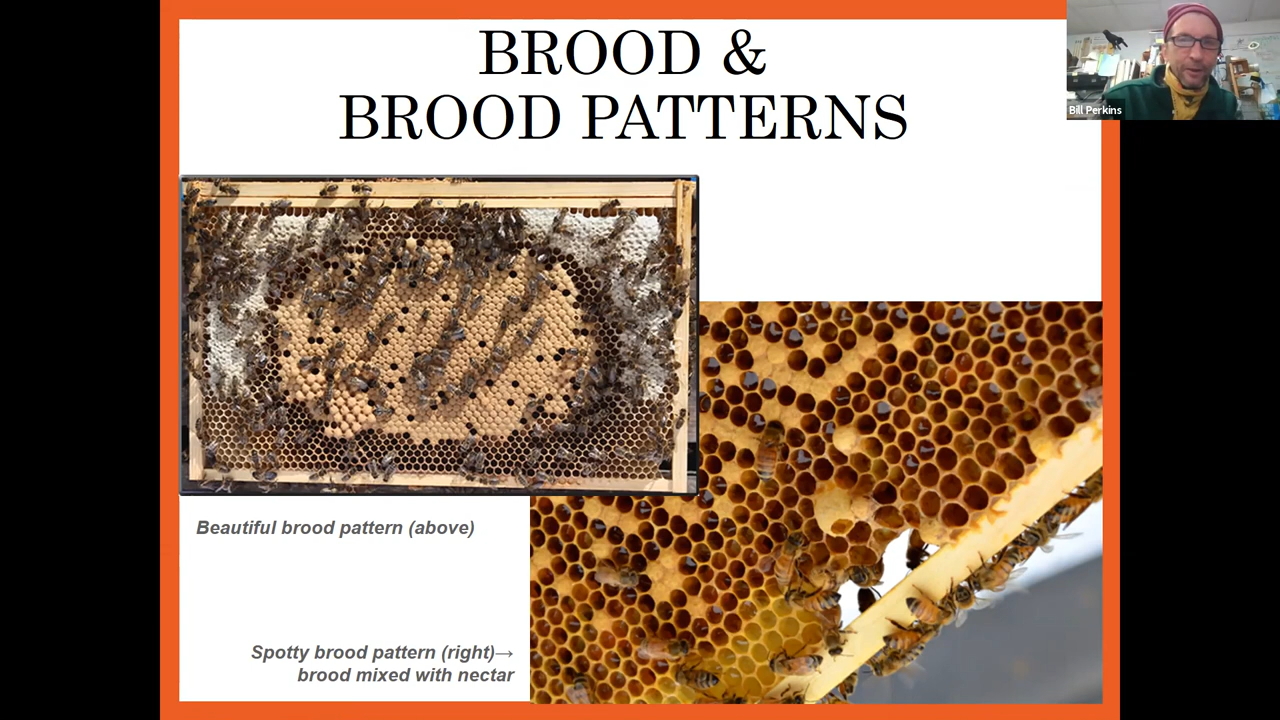 BROOD &
BROOD PATTERNS
Bill Perkins
Beautiful brood pattern (above)
Spotty brood pattern (right)→
brood mixed with nectar